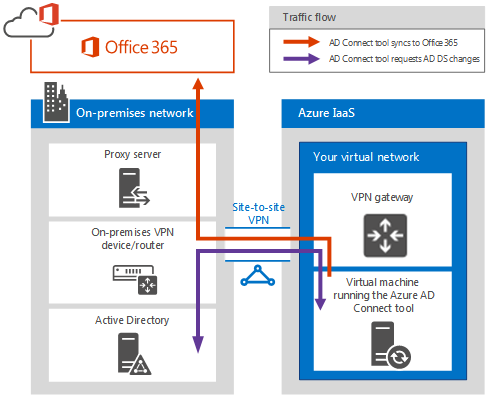 Office 365
Traffic flow
AD Connect tool syncs to Office 365
AD Connect tool requests AD DS changes
On-premises network
Proxy server
On-premises VPN
device/router
Active Directory
Site-to-site
VPN
Azure IaaS
Your virtual network
VPN gateway
Virtual machine
running the Azure AD
Connect tool